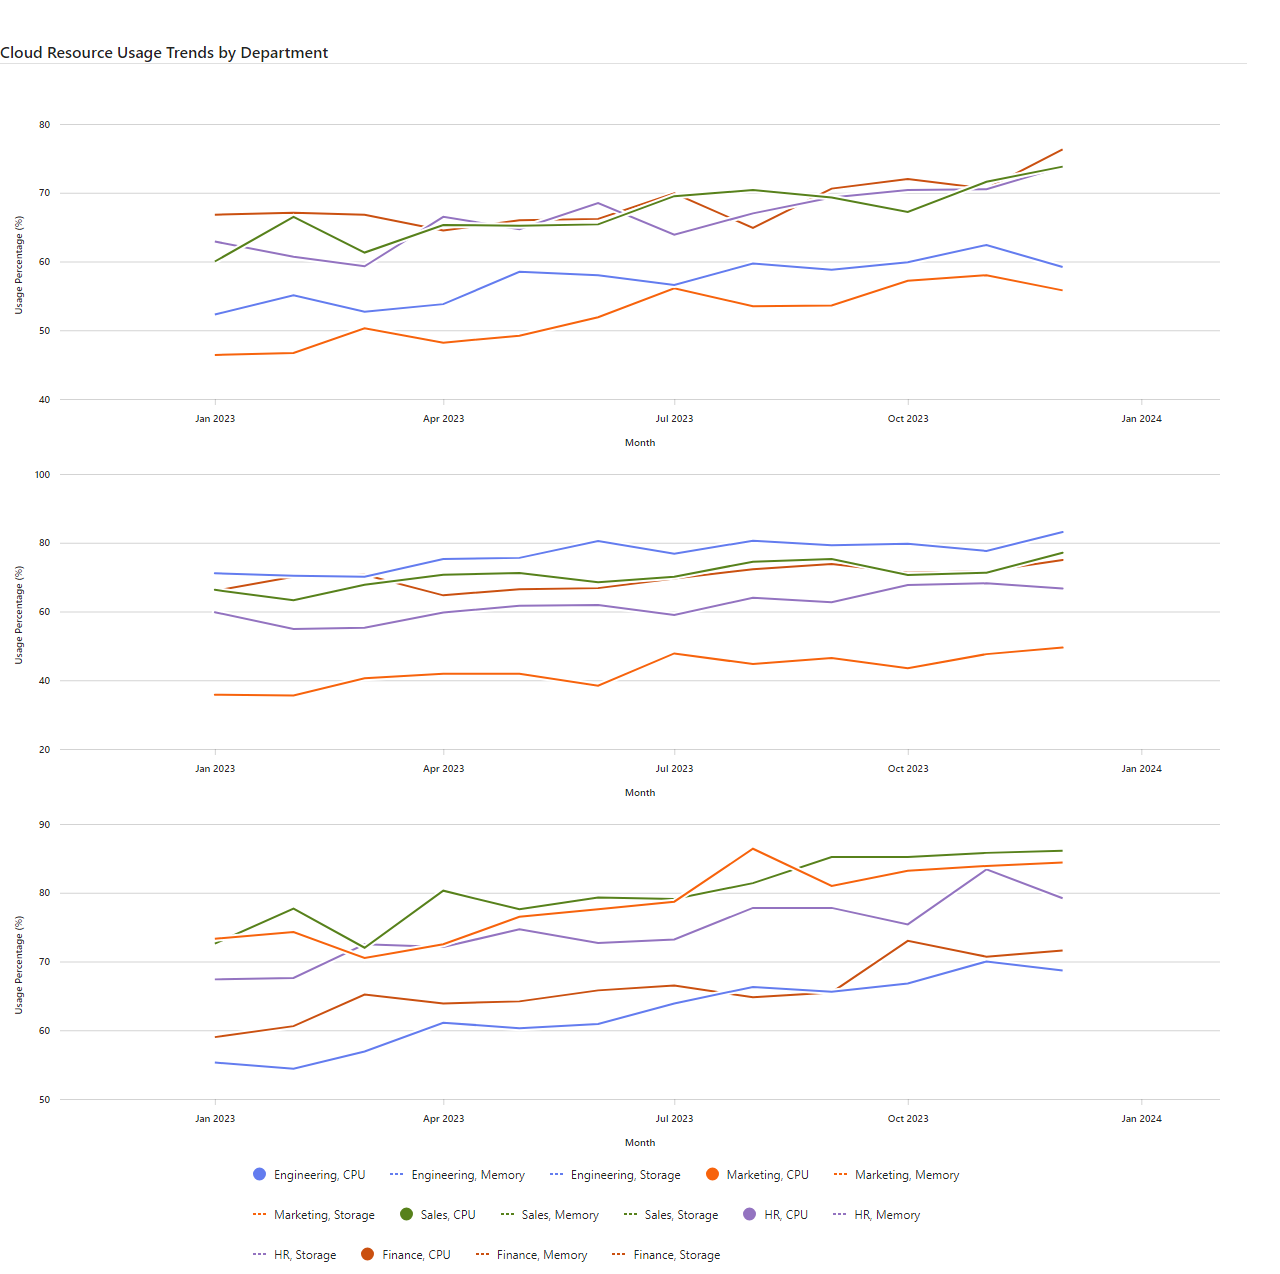 Cloud Resource Usage Trends by Department
80
70
60
50
40
Usage Percentage (%)
Jan 2023 Apr 2023 Jul 2023 Oct 2023 Jan 2024
Month
100
80
60
40
20
Usage Percentage (%)
Jan 2023 Apr 2023 Jul 2023 Oct 2023 Jan 2024
Month
90
80
70
60
50
Usage Percentage (%)
Jan 2023 Apr 2023 Jul 2023 Oct 2023 Jan 2024
Month
Engineering, CPU Engineering, Memory Engineering, Storage Marketing, CPU Marketing, Memory
Marketing, Storage Sales, CPU Sales, Memory Sales, Storage HR, CPU HR, Memory
HR, Storage Finance, CPU Finance, Memory Finance, Storage